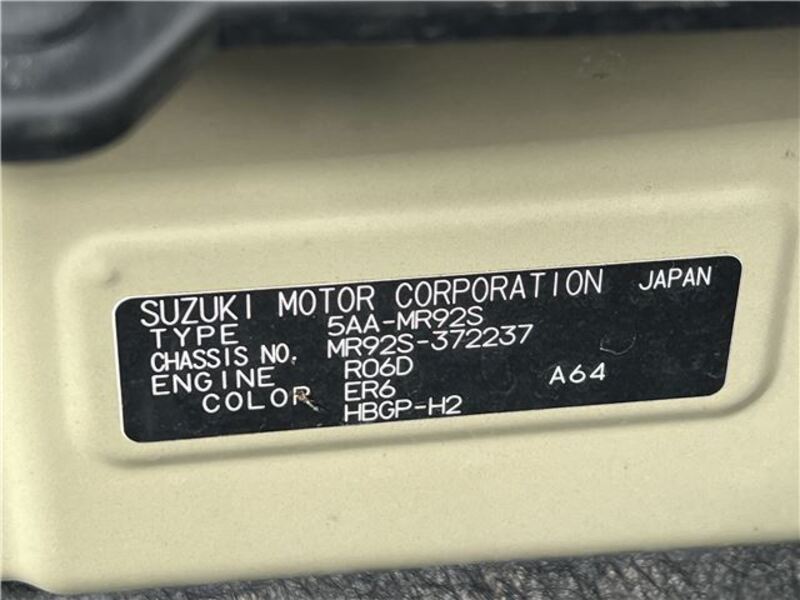 SUZUKI MOTOR CORPORATION JAPAN
TYPE 5AA-MR92S
CHASSIS NO. MR92S-372237
ENGINE R06D A64
COLOR ER6
HBGP-H2